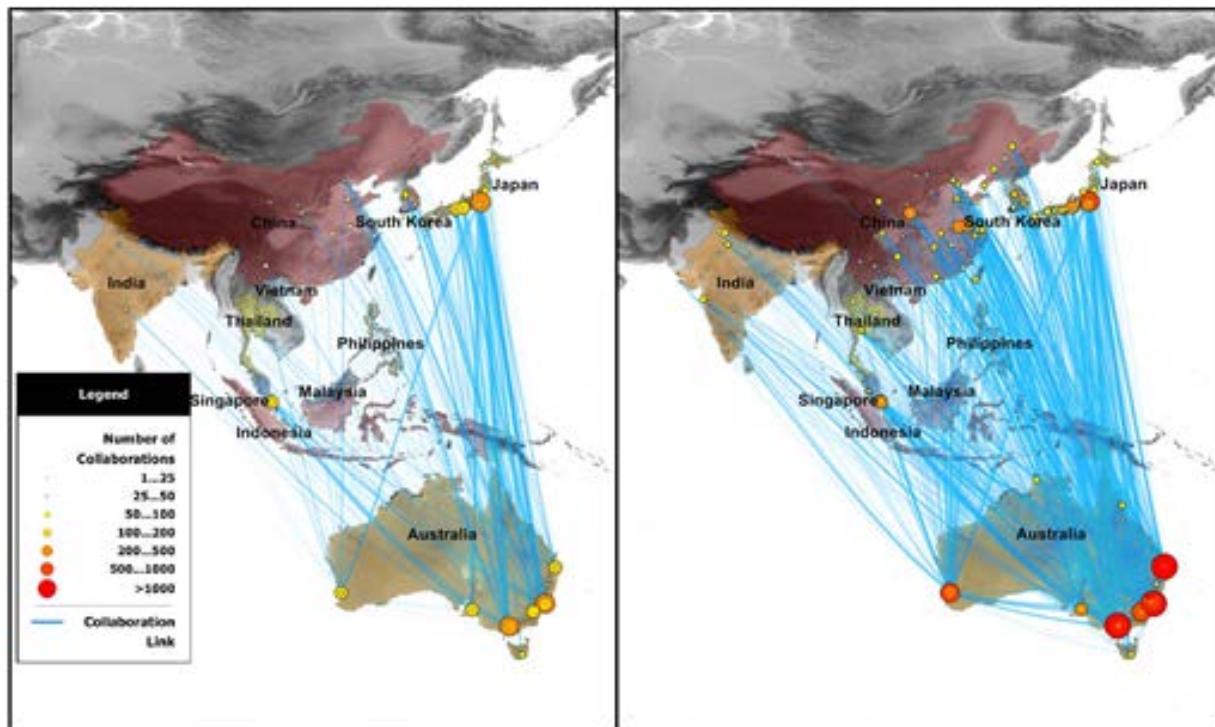 Japan
China
South Korea
India
Vietnam
Thailand
Philippines
Malaysia
Singapore
Indonesia
Australia
Legend
Number of
Collaborations
1...25
25...50
50...100
100...200
200...500
500...1000
>1000
Collaboration
Link
Japan
China
South Korea
India
Vietnam
Thailand
Philippines
Malaysia
Singapore
Indonesia
Australia